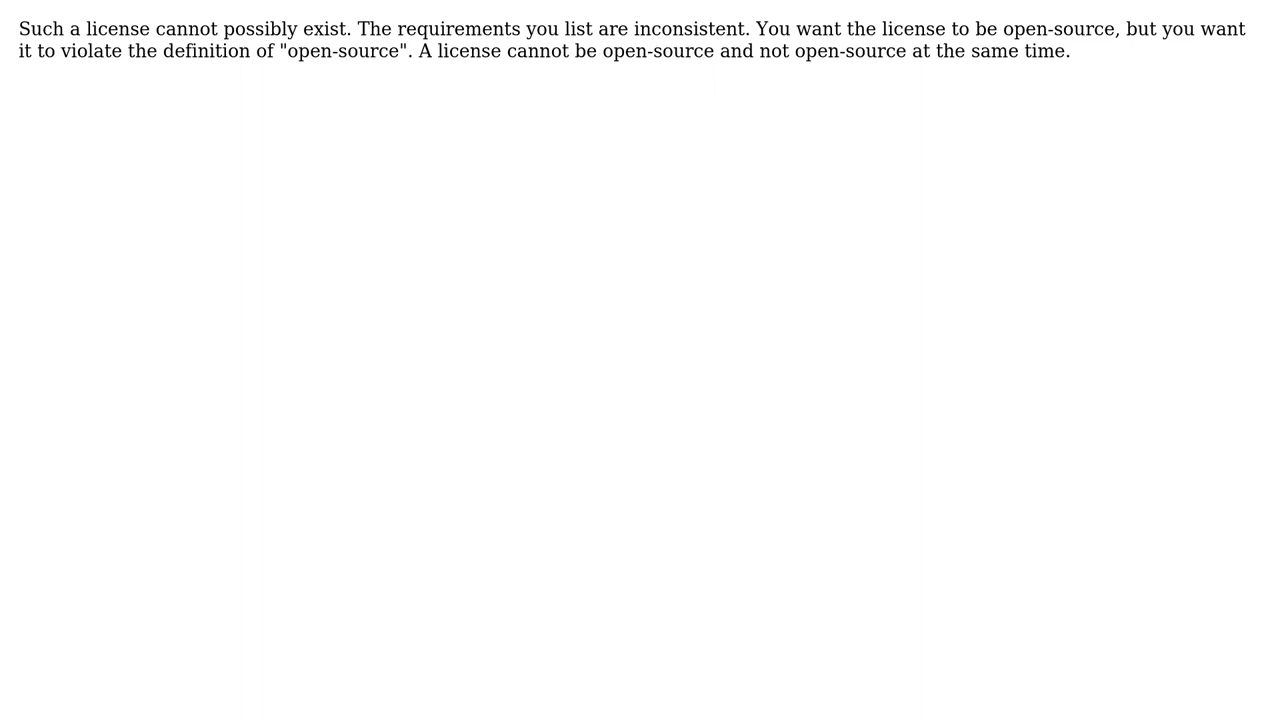 Such a license cannot possibly exist. The requirements you list are inconsistent. You want the license to be open-source, but you want
it to violate the definition of "open-source". A license cannot be open-source and not open-source at the same time.